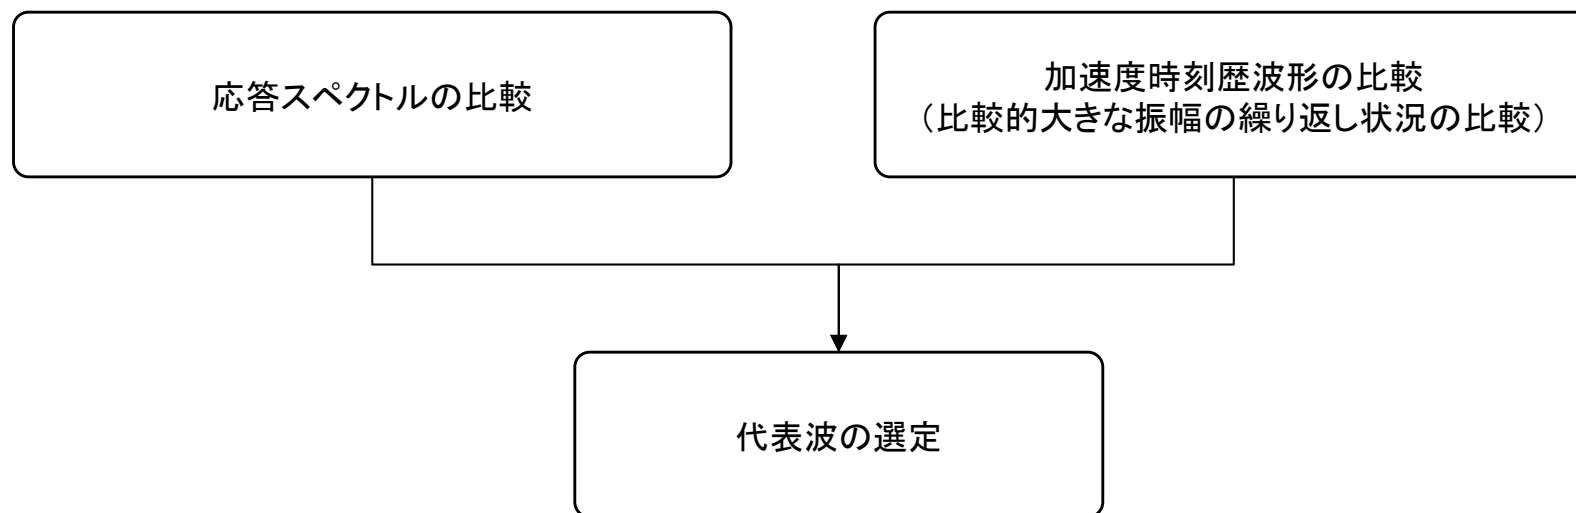 応答スペクトルの比較
加速度時刻歴波形の比較
（比較的大きな振幅の繰り返し状況の比較）
代表波の選定